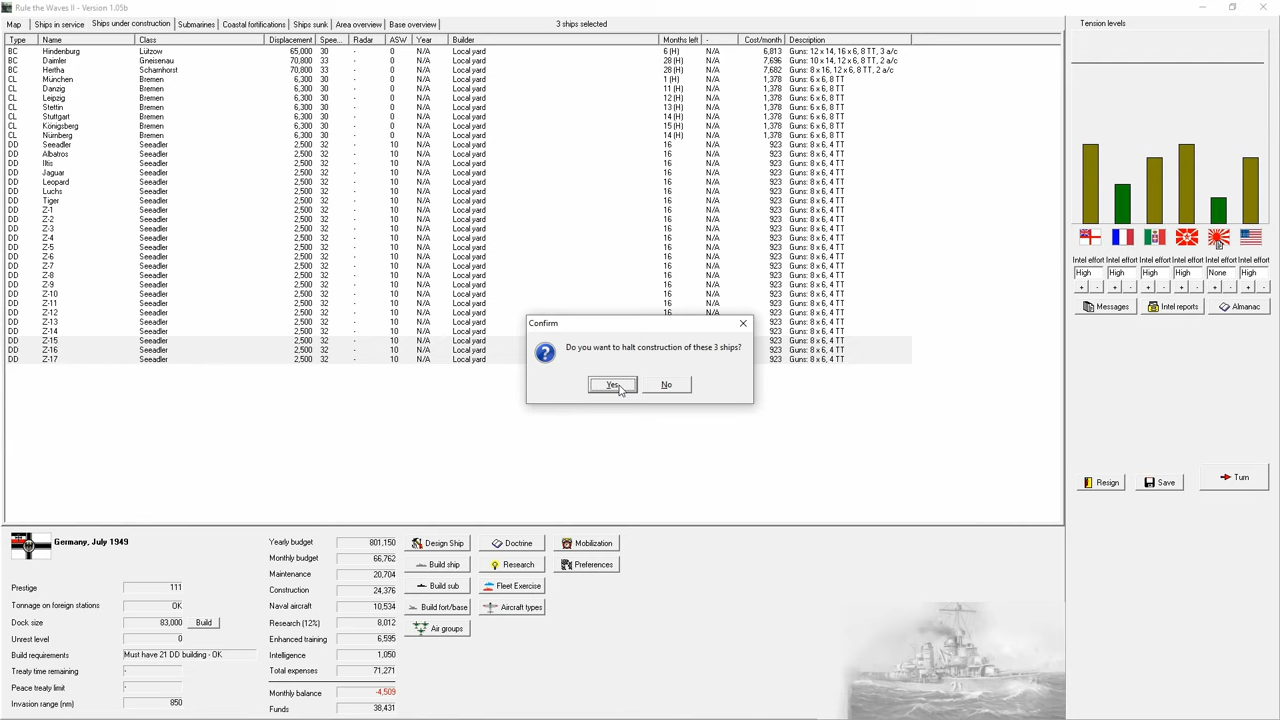 Rule the Waves II - Version 1.05b
Map Ships in service Ships under construction Submarines Coastal fortifications Ships sunk Area overview Base overview 3 ships selected
Type Name Class Displacement Spee... Radar ASW Year Builder Months left - Cost/month Description
BC Hindenburg Lützow 65,000 30 - 0 N/A Local yard 6 (H) N/A 6,813 Guns: 12 x 14, 16 x 6, 8 TT, 3 a/c
BC Daimler Gneisenau 70,800 33 - 0 N/A Local yard 28 (H) N/A 7,696 Guns: 10 x 14, 12 x 6, 8 TT, 2 a/c
BC Hertha Scharnhorst 70,800 33 - 0 N/A Local yard 28 (H) N/A 7,682 Guns: 8 x 16, 12 x 6, 8 TT, 2 a/c
CL München Bremen 6,300 30 - 0 N/A Local yard 1 (H) N/A 1,378 Guns: 6 x 6, 8 TT
CL Danzig Bremen 6,300 30 - 0 N/A Local yard 11 (H) N/A 1,378 Guns: 6 x 6, 8 TT
CL Leipzig Bremen 6,300 30 - 0 N/A Local yard 12 (H) N/A 1,378 Guns: 6 x 6, 8 TT
CL Stettin Bremen 6,300 30 - 0 N/A Local yard 13 (H) N/A 1,378 Guns: 6 x 6, 8 TT
CL Stuttgart Bremen 6,300 30 - 0 N/A Local yard 14 (H) N/A 1,378 Guns: 6 x 6, 8 TT
CL Königsberg Bremen 6,300 30 - 0 N/A Local yard 15 (H) N/A 1,378 Guns: 6 x 6, 8 TT
CL Nürnberg Bremen 6,300 30 - 0 N/A Local yard 14 (H) N/A 1,378 Guns: 6 x 6, 8 TT
DD Seeadler Seeadler 2,500 32 - 10 N/A Local yard 16 N/A 923 Guns: 8 x 6, 4 TT
DD Albatros Seeadler 2,500 32 - 10 N/A Local yard 16 N/A 923 Guns: 8 x 6, 4 TT
DD Iltis Seeadler 2,500 32 - 10 N/A Local yard 16 N/A 923 Guns: 8 x 6, 4 TT
DD Jaguar Seeadler 2,500 32 - 10 N/A Local yard 16 N/A 923 Guns: 8 x 6, 4 TT
DD Leopard Seeadler 2,500 32 - 10 N/A Local yard 16 N/A 923 Guns: 8 x 6, 4 TT
DD Luchs Seeadler 2,500 32 - 10 N/A Local yard 16 N/A 923 Guns: 8 x 6, 4 TT
DD Tiger Seeadler 2,500 32 - 10 N/A Local yard 16 N/A 923 Guns: 8 x 6, 4 TT
DD Z-1 Seeadler 2,500 32 - 10 N/A Local yard 16 N/A 923 Guns: 8 x 6, 4 TT
DD Z-2 Seeadler 2,500 32 - 10 N/A Local yard 16 N/A 923 Guns: 8 x 6, 4 TT
DD Z-3 Seeadler 2,500 32 - 10 N/A Local yard 16 N/A 923 Guns: 8 x 6, 4 TT
DD Z-4 Seeadler 2,500 32 - 10 N/A Local yard 16 N/A 923 Guns: 8 x 6, 4 TT
DD Z-5 Seeadler 2,500 32 - 10 N/A Local yard 16 N/A 923 Guns: 8 x 6, 4 TT
DD Z-6 Seeadler 2,500 32 - 10 N/A Local yard 16 N/A 923 Guns: 8 x 6, 4 TT
DD Z-7 Seeadler 2,500 32 - 10 N/A Local yard 16 N/A 923 Guns: 8 x 6, 4 TT
DD Z-8 Seeadler 2,500 32 - 10 N/A Local yard 16 N/A 923 Guns: 8 x 6, 4 TT
DD Z-9 Seeadler 2,500 32 - 10 N/A Local yard 16 N/A 923 Guns: 8 x 6, 4 TT
DD Z-10 Seeadler 2,500 32 - 10 N/A Local yard 16 N/A 923 Guns: 8 x 6, 4 TT
DD Z-11 Seeadler 2,500 32 - 10 N/A Local yard 16 N/A 923 Guns: 8 x 6, 4 TT
DD Z-12 Seeadler 2,500 32 - 10 N/A Local yard 16 N/A 923 Guns: 8 x 6, 4 TT
DD Z-13 Seeadler 2,500 32 - 10 N/A Local yard 923 Guns: 8 x 6, 4 TT
DD Z-14 Seeadler 2,500 32 - 10 N/A Local yard 923 Guns: 8 x 6, 4 TT
DD Z-15 Seeadler 2,500 32 - 10 N/A Local yard 923 Guns: 8 x 6, 4 TT
DD Z-16 Seeadler 2,500 32 - 10 N/A Local yard 923 Guns: 8 x 6, 4 TT
DD Z-17 Seeadler 2,500 32 - 10 N/A Local yard 923 Guns: 8 x 6, 4 TT
Confirm
Do you want to halt construction of these 3 ships?
Yes No
Tension levels
Intel effort Intel effort Intel effort Intel effort Intel effort Intel effort
High High High High None High
+ - + - + - + - + - + -
Messages Intel reports Almanac
Resign Save Turn
Germany, July 1949
Prestige 111
Tonnage on foreign stations OK
Dock size 83,000 Build
Unrest level 0
Build requirements Must have 21 DD building - OK
Treaty time remaining -
Peace treaty limit -
Invasion range (nm) 850
Yearly budget 801,150
Monthly budget 66,762
Maintenance 20,704
Construction 24,376
Naval aircraft 10,534
Research (12%) 8,012
Enhanced training 6,595
Intelligence 1,050
Total expenses 71,271
Monthly balance -4,509
Funds 38,431
Design Ship Doctrine Mobilization
Build ship Research Preferences
Build sub Fleet Exercise
Build fort/base Aircraft types
Air groups